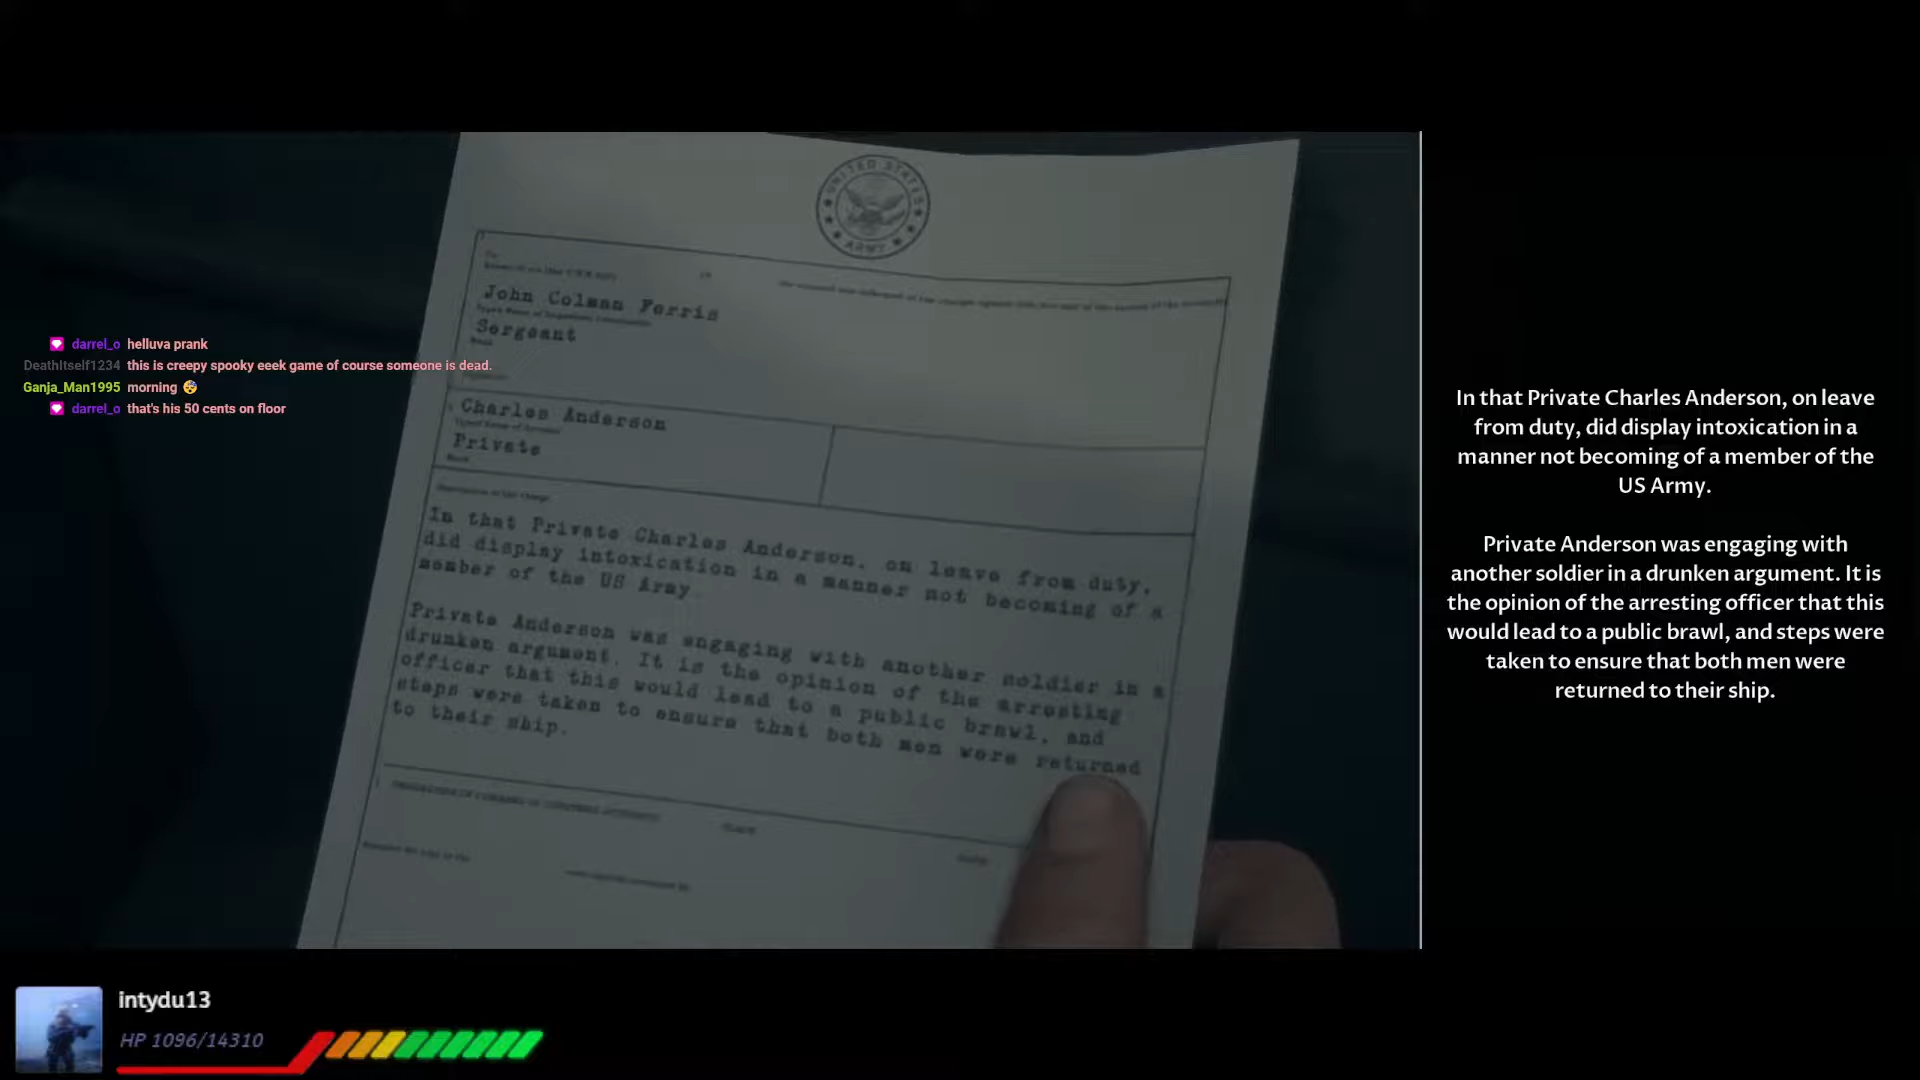 UNITED STATES
ARMY
To
John Colman Ferris
Sergeant
Rank
Charles Anderson
Private
Rank
In that Private Charles Anderson, on leave from duty,
did display intoxication in a manner not becoming of a
member of the US Army.
Private Anderson was engaging with another soldier in a
drunken argument. It is the opinion of the arresting
officer that this would lead to a public brawl, and
steps were taken to ensure that both men were returned
to their ship.
darrel_o helluva prank
DeathItself1234 this is creepy spooky eeek game of course someone is dead.
Ganja_Man1995 morning 😴
darrel_o that's his 50 cents on floor
In that Private Charles Anderson, on leave
from duty, did display intoxication in a
manner not becoming of a member of the
US Army.
Private Anderson was engaging with
another soldier in a drunken argument. It is
the opinion of the arresting officer that this
would lead to a public brawl, and steps were
taken to ensure that both men were
returned to their ship.
intydu13
HP 1096/14310